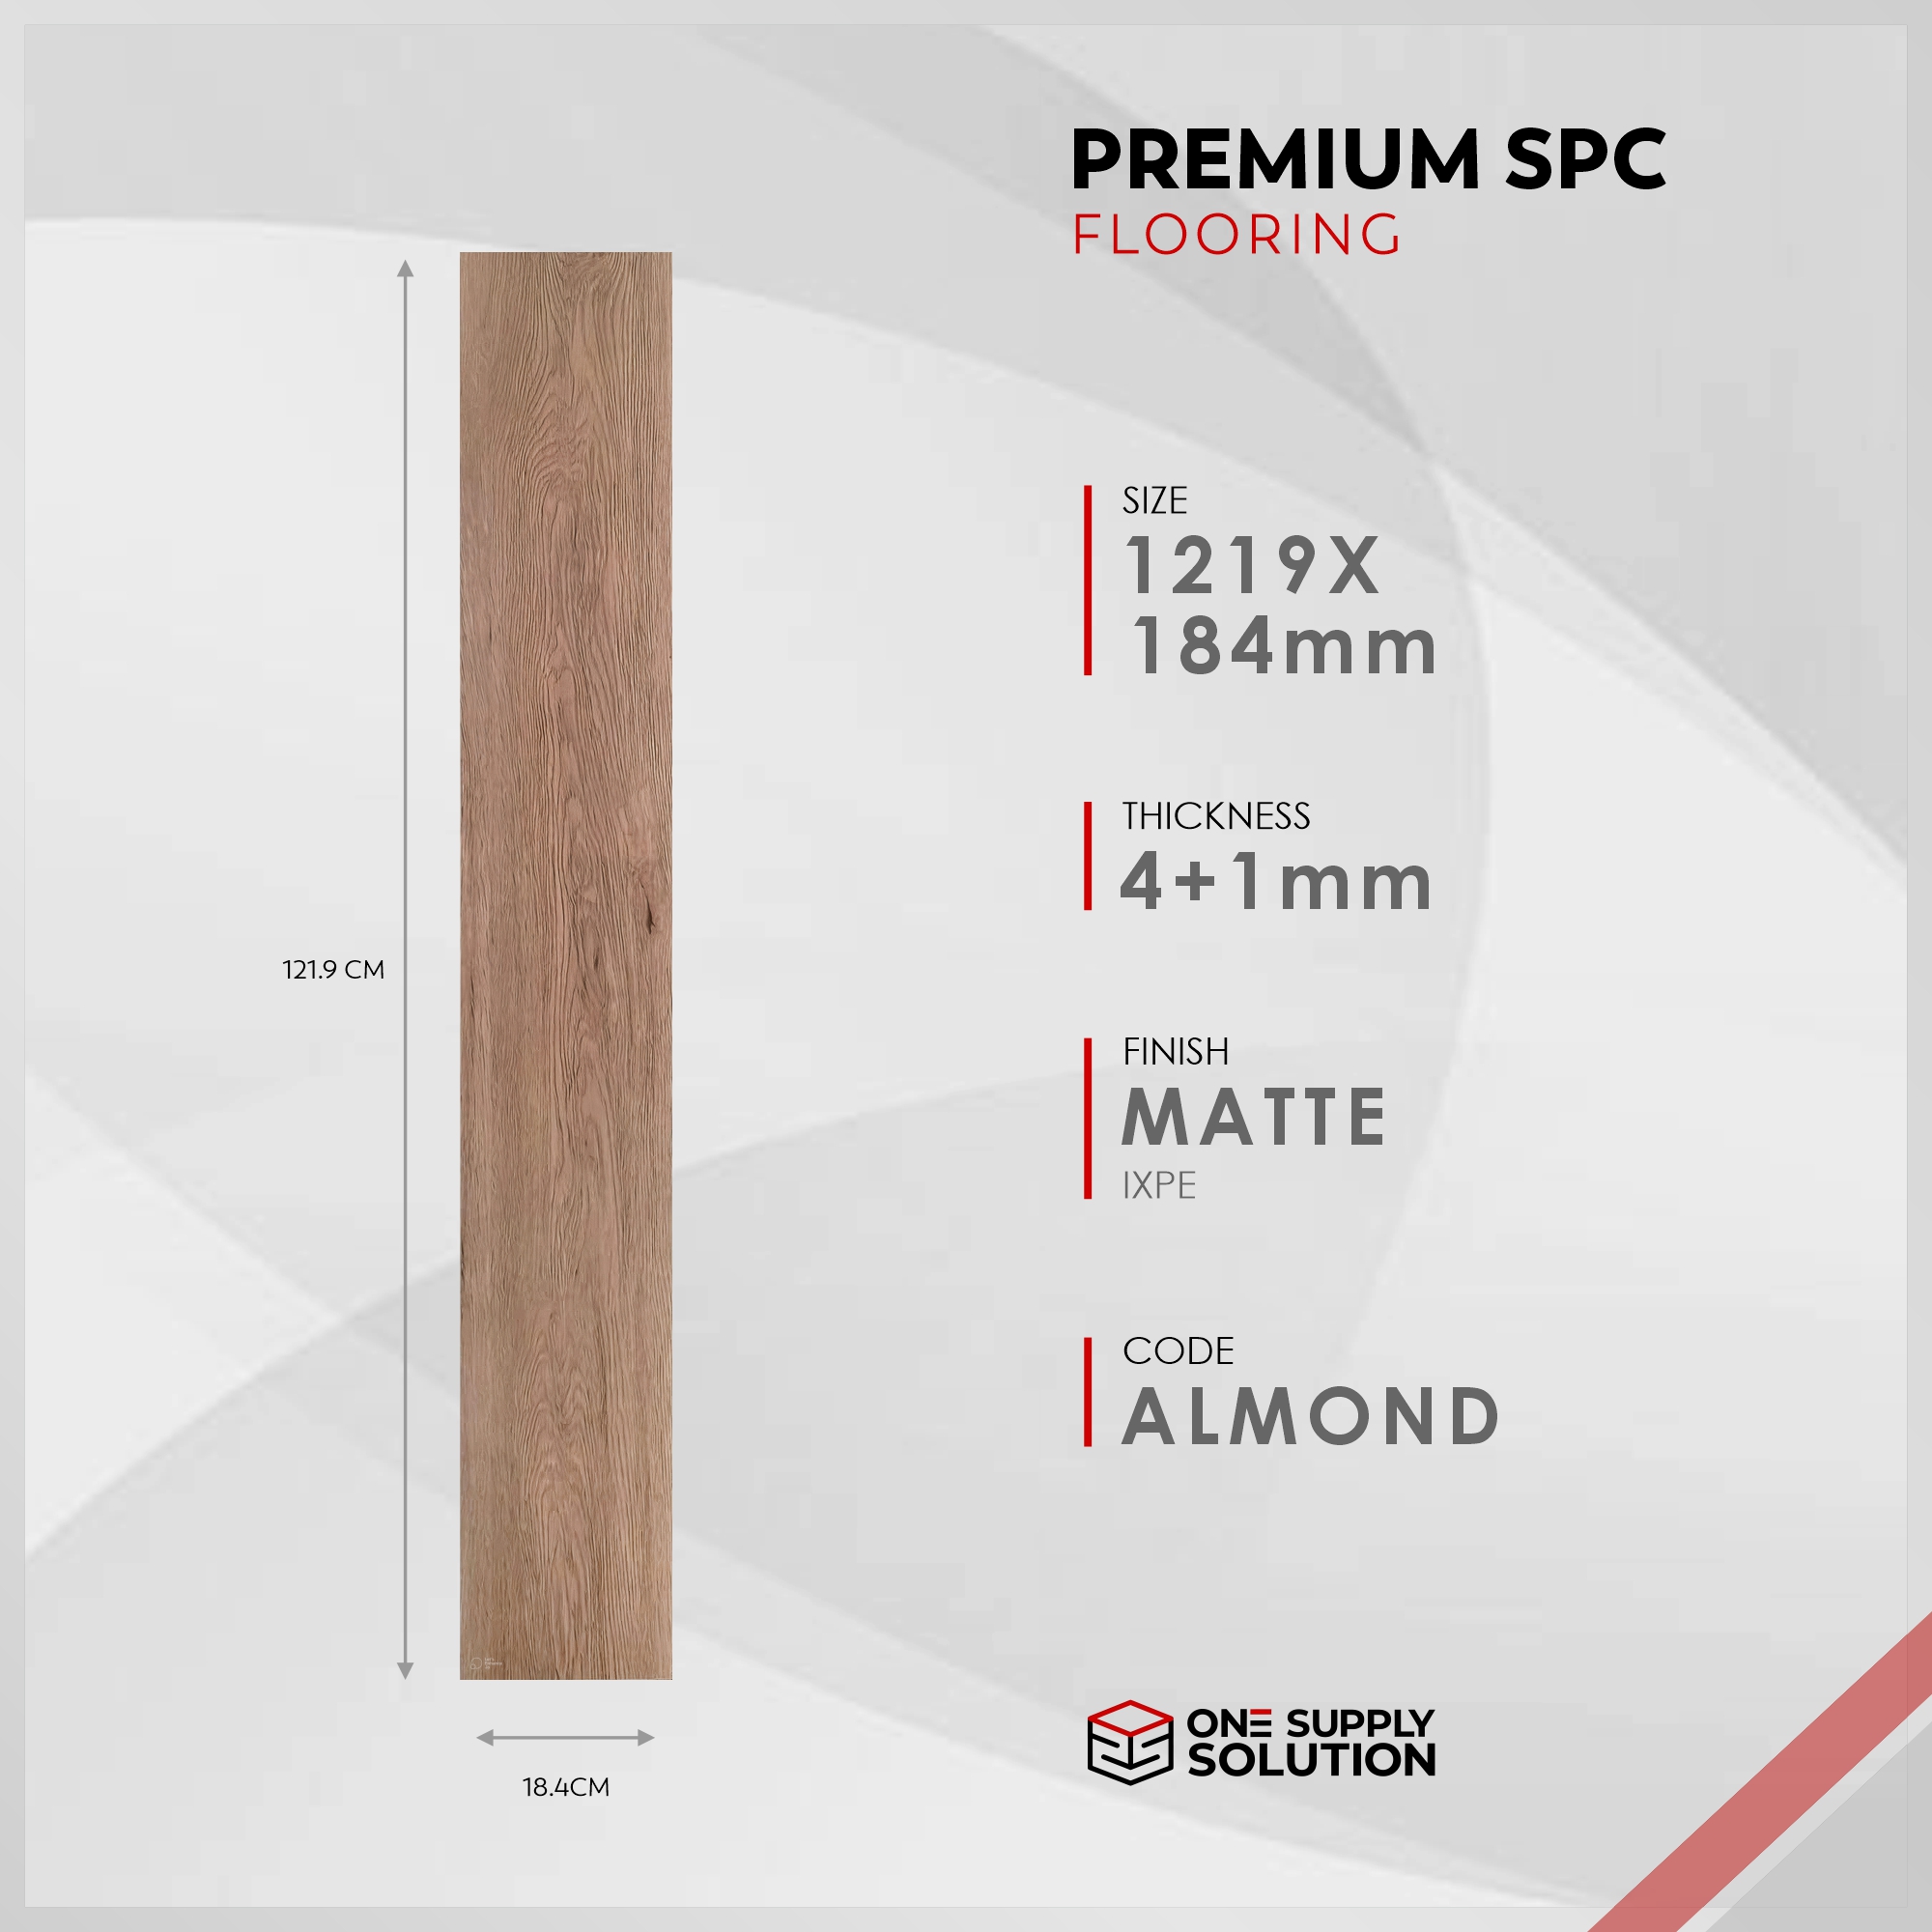 PREMIUM SPC
FLOORING
SIZE
1219X
184mm
THICKNESS
4+1mm
121.9 CM
FINISH
MATTE
IXPE
CODE
ALMOND
ONE SUPPLY
SOLUTION
18.4CM